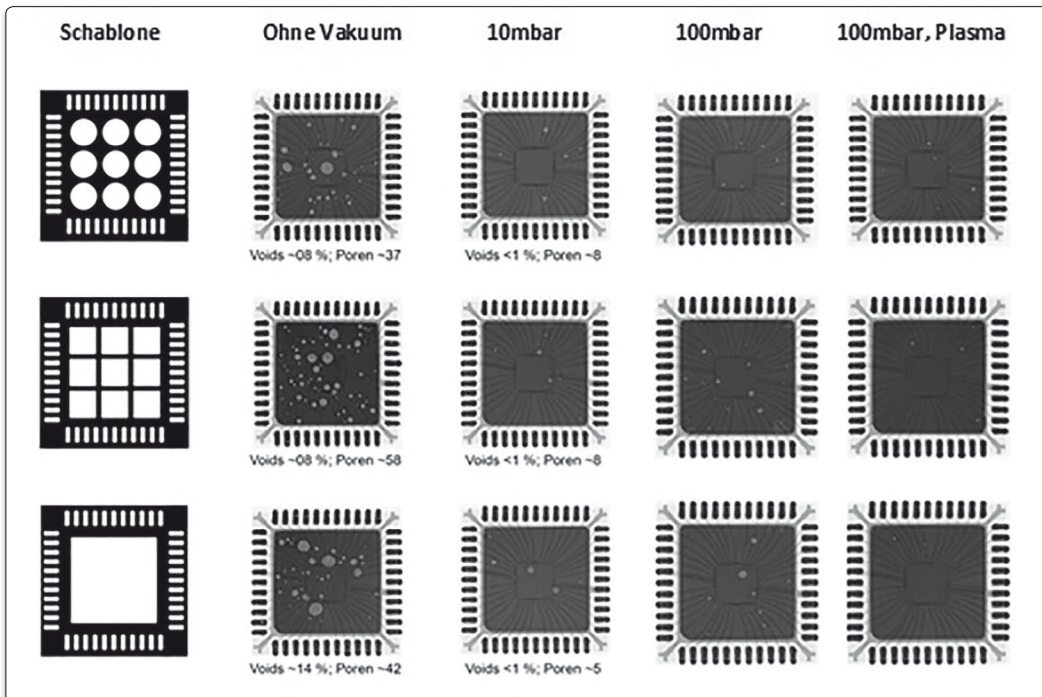 Schablone
Ohne Vakuum
10mbar
100mbar
100mbar, Plasma
Voids ~08 %; Poren ~37
Voids <1 %; Poren ~8
Voids ~08 %; Poren ~58
Voids <1 %; Poren ~8
Voids ~14 %; Poren ~42
Voids <1 %; Poren ~5